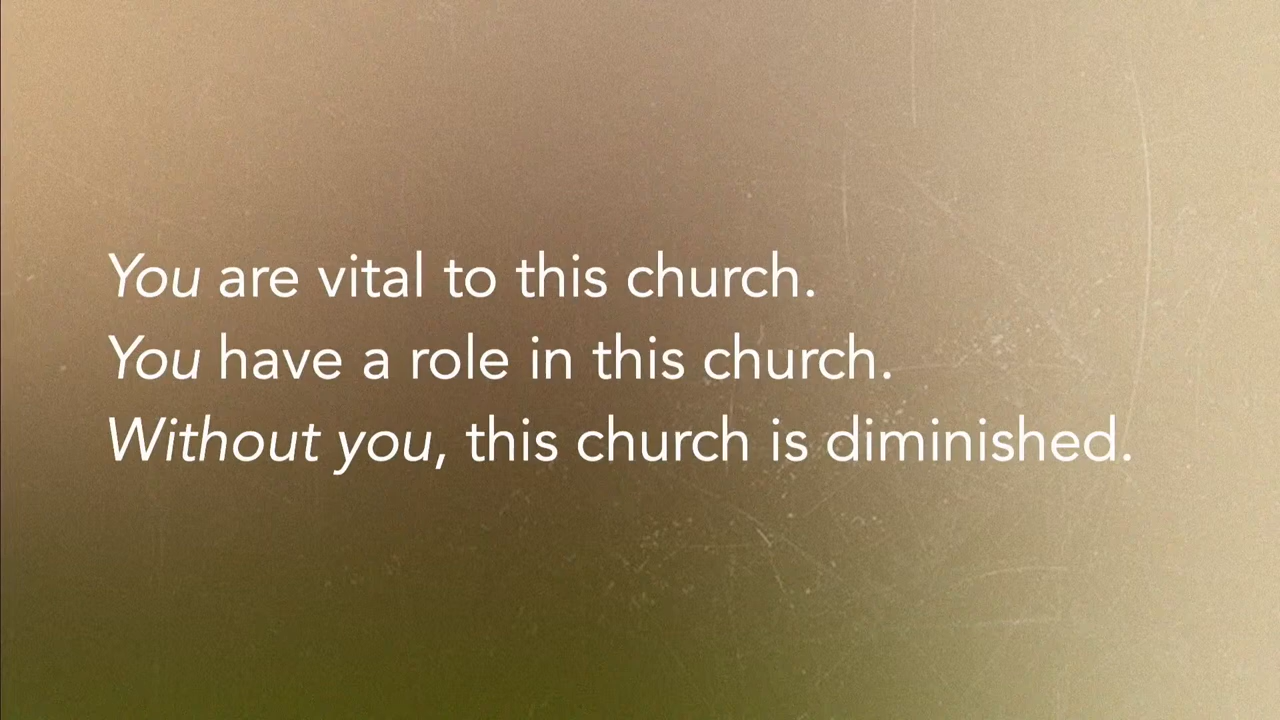 You are vital to this church.
You have a role in this church.
Without you, this church is diminished.